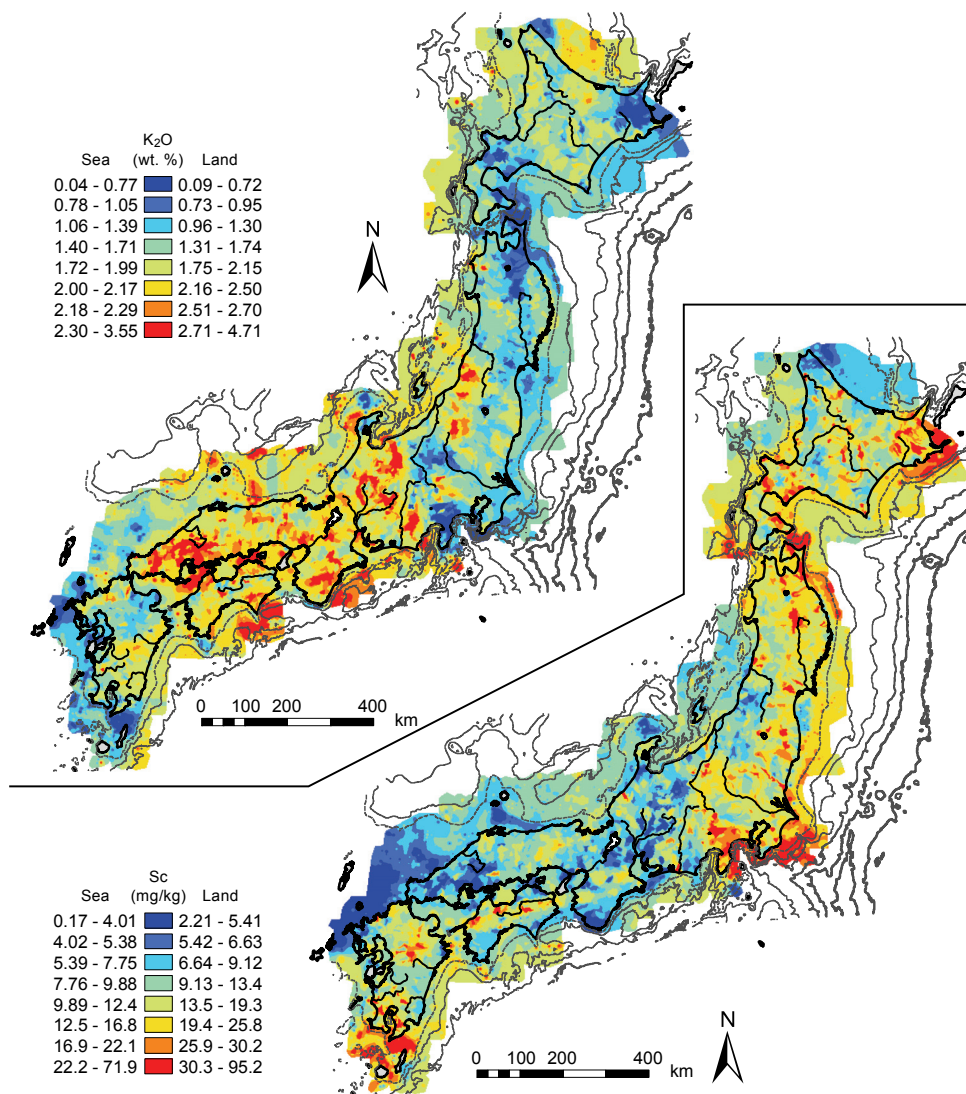 K2O
Sea (wt. %) Land
0.04 - 0.77 0.09 - 0.72
0.78 - 1.05 0.73 - 0.95
1.06 - 1.39 0.96 - 1.30
1.40 - 1.71 1.31 - 1.74
1.72 - 1.99 1.75 - 2.15
2.00 - 2.17 2.16 - 2.50
2.18 - 2.29 2.51 - 2.70
2.30 - 3.55 2.71 - 4.71
N
0 100 200 400
km
Sc
Sea (mg/kg) Land
0.17 - 4.01 2.21 - 5.41
4.02 - 5.38 5.42 - 6.63
5.39 - 7.75 6.64 - 9.12
7.76 - 9.88 9.13 - 13.4
9.89 - 12.4 13.5 - 19.3
12.5 - 16.8 19.4 - 25.8
16.9 - 22.1 25.9 - 30.2
22.2 - 71.9 30.3 - 95.2
N
0 100 200 400
km